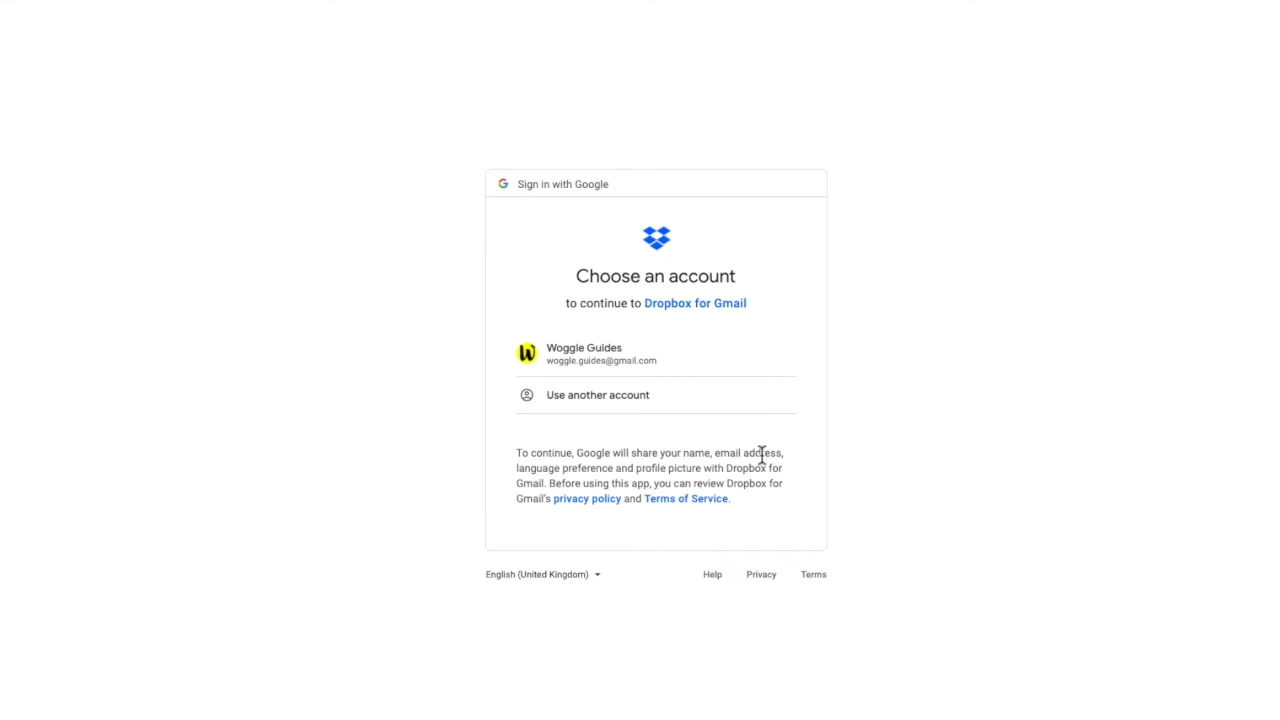 Sign in with Google
Choose an account
to continue to Dropbox for Gmail
Woggle Guides
woggle.guides@gmail.com
Use another account
To continue, Google will share your name, email address,
language preference and profile picture with Dropbox for
Gmail. Before using this app, you can review Dropbox for
Gmail's privacy policy and Terms of Service.
English (United Kingdom) Help Privacy Terms